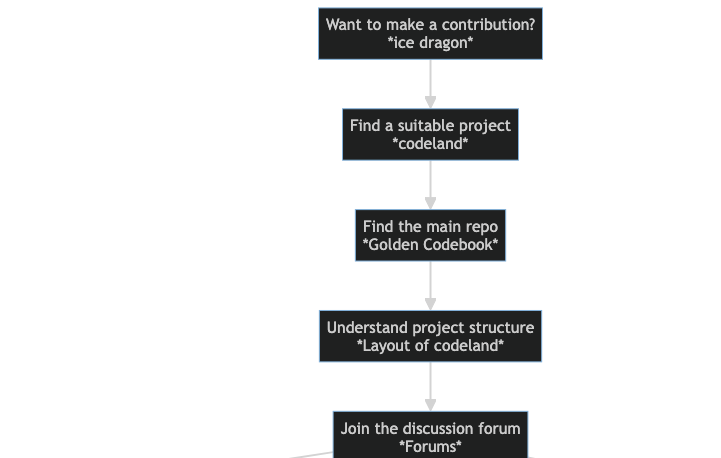 Want to make a contribution?
*ice dragon*
Find a suitable project
*codeland*
Find the main repo
*Golden Codebook*
Understand project structure
*Layout of codeland*
Join the discussion forum
*Forums*